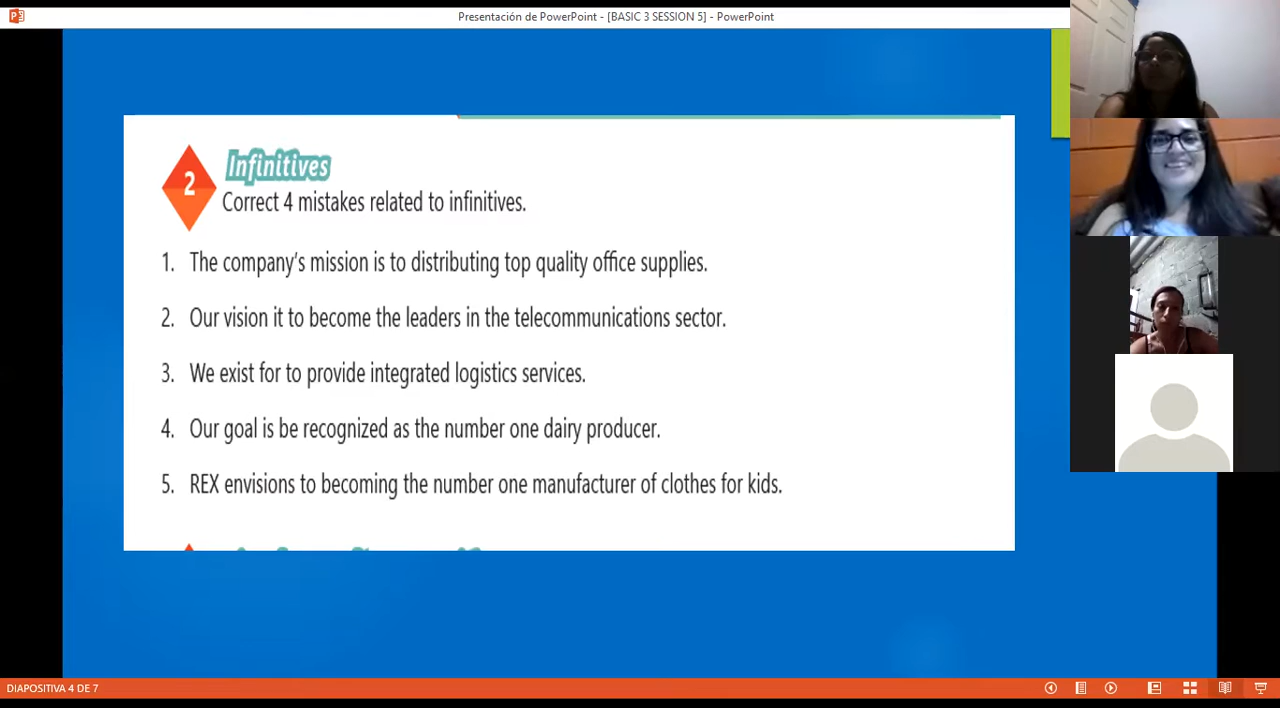 Presentación de PowerPoint - [BASIC 3 SESSION 5] - PowerPoint
2
Infinitives
Correct 4 mistakes related to infinitives.
1. The company's mission is to distributing top quality office supplies.
2. Our vision it to become the leaders in the telecommunications sector.
3. We exist for to provide integrated logistics services.
4. Our goal is be recognized as the number one dairy producer.
5. REX envisions to becoming the number one manufacturer of clothes for kids.
DIAPOSITIVA 4 DE 7